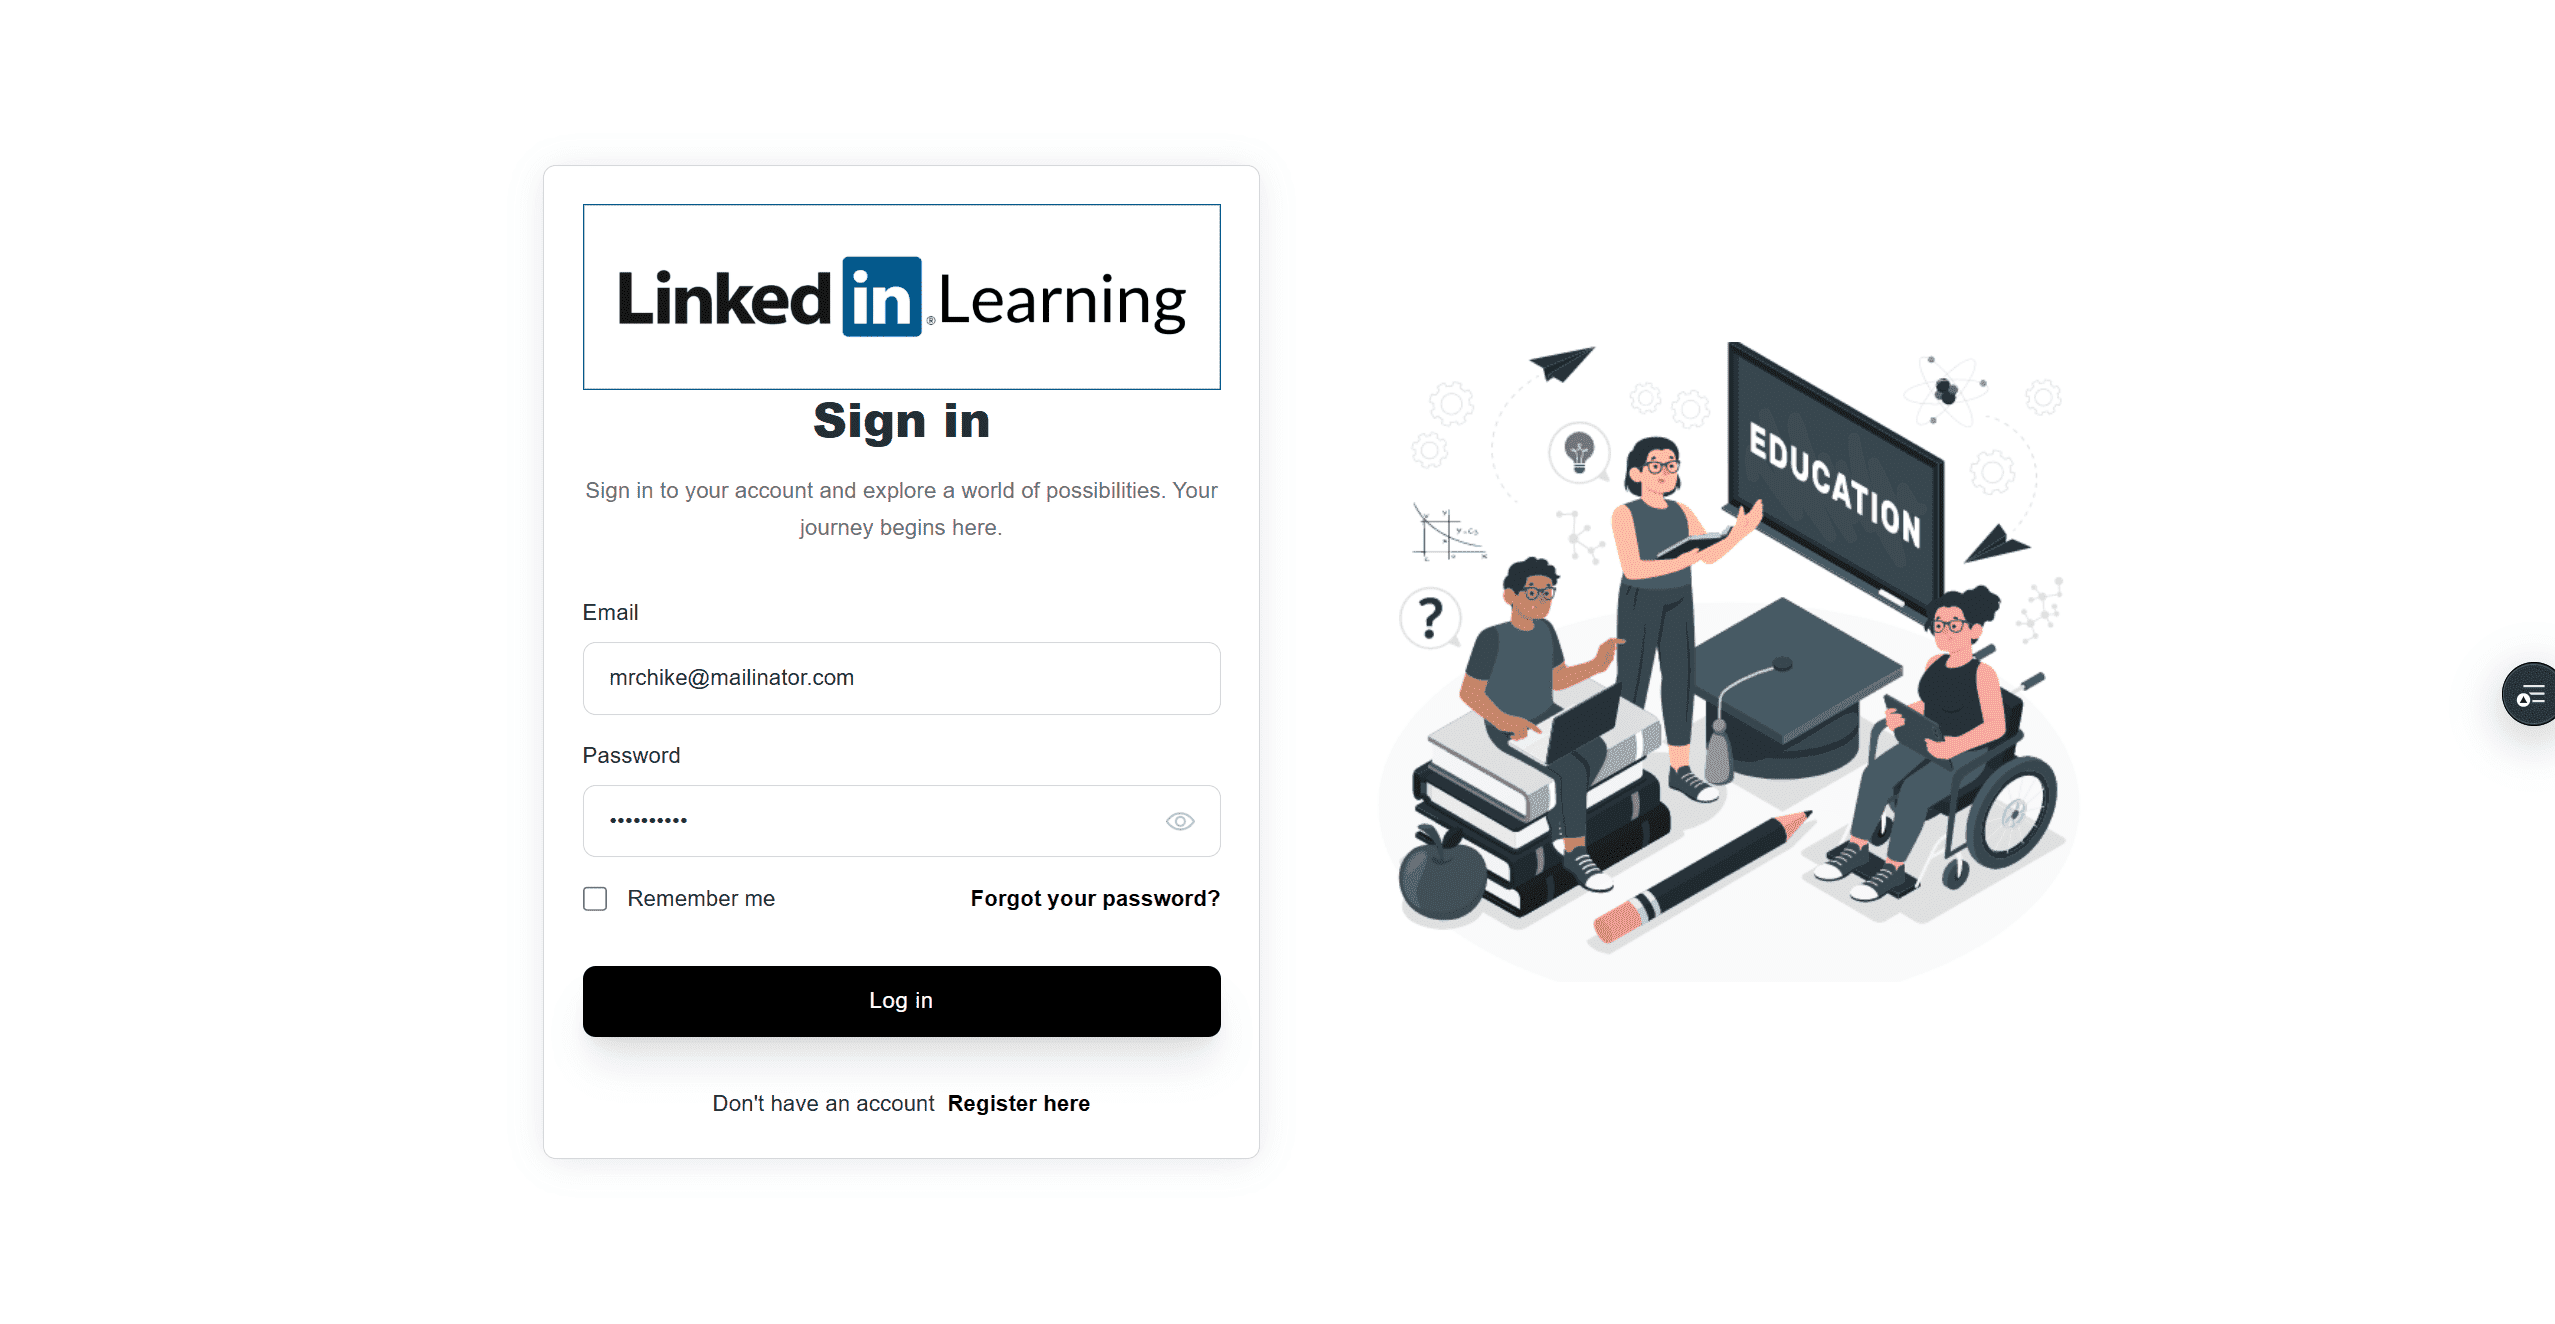 Linked in ® Learning
Sign in
Sign in to your account and explore a world of possibilities. Your
journey begins here.
Email
mrchike@mailinator.com
Password
••••••••••
Remember me
Forgot your password?
Log in
Don't have an account Register here
EDUCATION
?